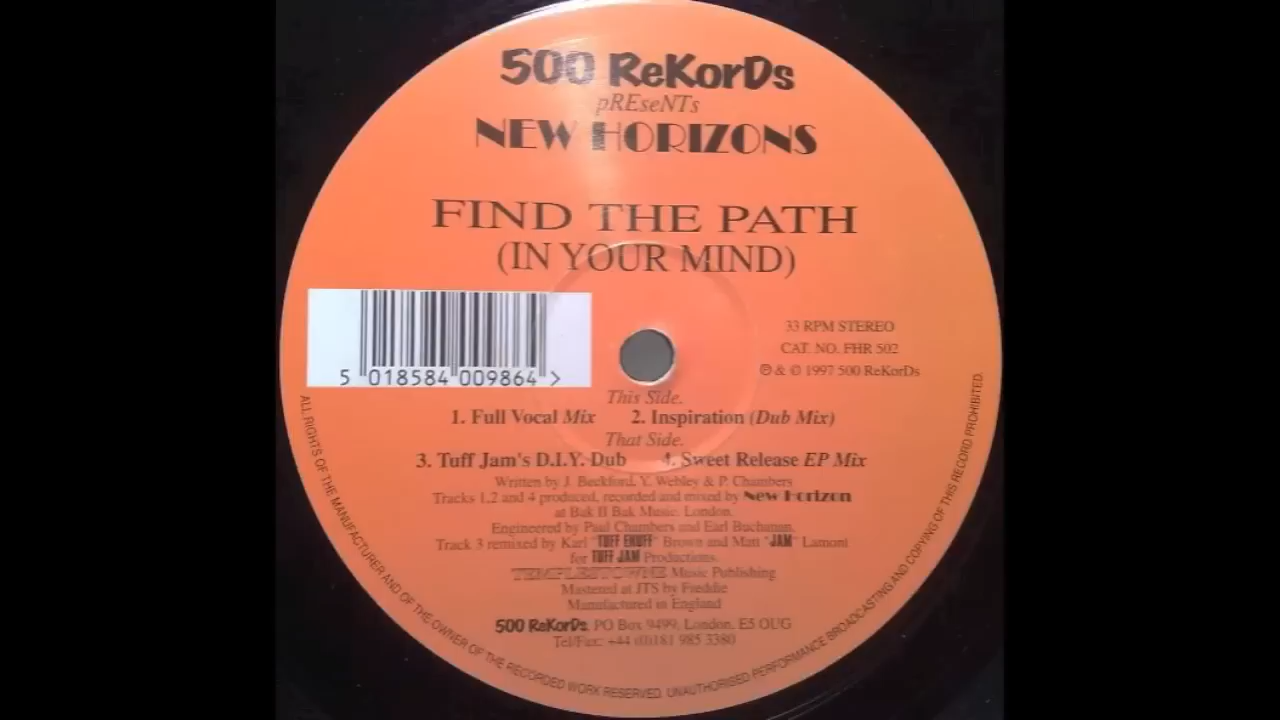 500 ReKorDs
pREseNTs
NEW HORIZONS
FIND THE PATH
(IN YOUR MIND)
5 018584 009864 >
33 RPM STEREO
CAT. NO. FHR 502
℗ & © 1997 500 ReKorDs
This Side.
1. Full Vocal Mix 2. Inspiration (Dub Mix)
That Side.
3. Tuff Jam's D.I.Y. Dub 4. Sweet Release EP Mix
Written by J. Beckford, Y. Webley & P. Chambers
Tracks 1,2 and 4 produced, recorded and mixed by New Horizon
at Bak II Bak Music. London.
Engineered by Paul Chambers and Earl Buchanan.
Track 3 remixed by Karl "TUFF ENUFF" Brown and Matt "JAM" Lamont
for TUFF JAM Productions.
TEMPLESTOWNE Music Publishing
Mastered at JTS by Freddie
Manufactured in England
500 ReKorDs, PO Box 9499, London, E5 OUG
Tel/Fax: +44 (0)181 985 3380
ALL RIGHTS OF THE MANUFACTURER AND OF THE OWNER OF THE RECORDED WORK RESERVED. UNAUTHORISED PERFORMANCE BROADCASTING AND COPYING OF THIS RECORD PROHIBITED.